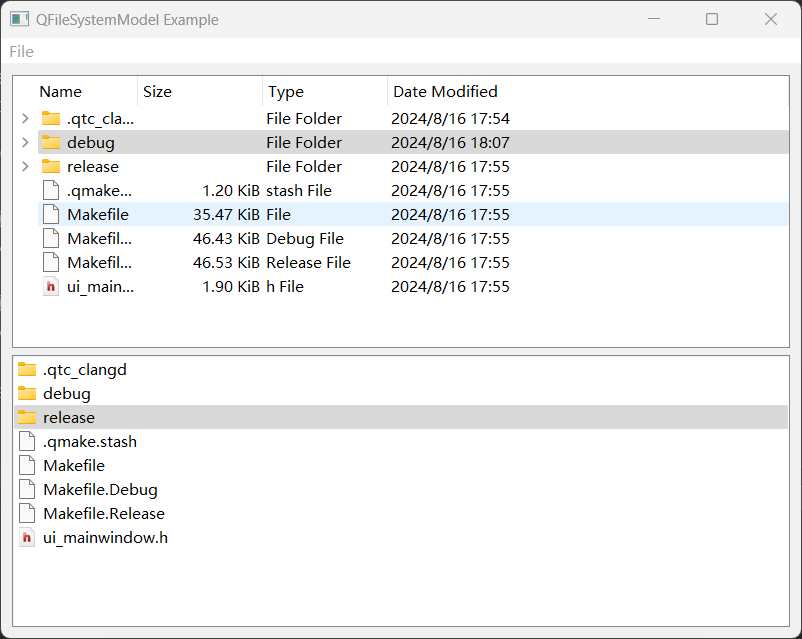 QFileSystemModel Example
File
Name Size Type Date Modified
.qtc_cla... File Folder 2024/8/16 17:54
debug File Folder 2024/8/16 18:07
release File Folder 2024/8/16 17:55
.qmake... 1.20 KiB stash File 2024/8/16 17:55
Makefile 35.47 KiB File 2024/8/16 17:55
Makefil... 46.43 KiB Debug File 2024/8/16 17:55
Makefil... 46.53 KiB Release File 2024/8/16 17:55
h ui_main... 1.90 KiB h File 2024/8/16 17:55
.qtc_clangd
debug
release
.qmake.stash
Makefile
Makefile.Debug
Makefile.Release
h ui_mainwindow.h